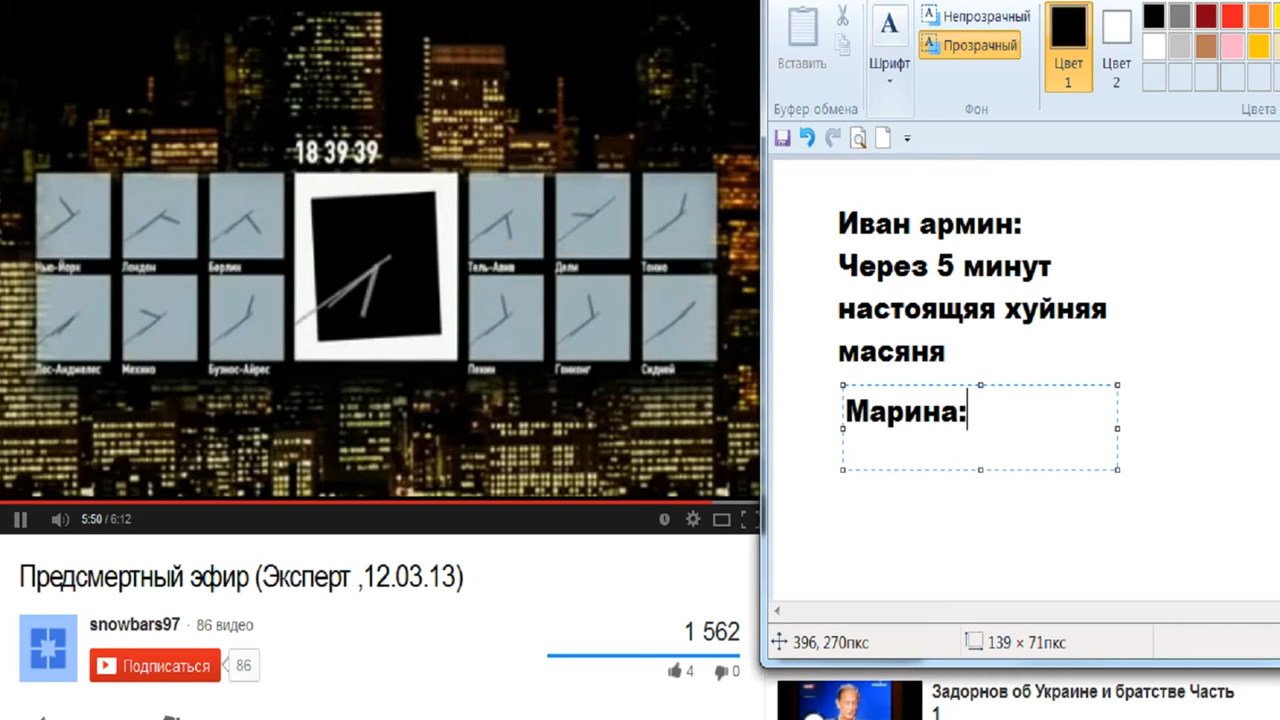 18 39 39
Нью-Йорк
Лондон
Берлин
Тель-Авив
Дели
Токио
Лос-Анджелес
Мехико
Буэнос-Айрес
Пекин
Гонконг
Сидней
5:50 / 6:12
Предсмертный эфир (Эксперт ,12.03.13)
snowbars97 · 86 видео
Подписаться 86
1 562
4 0
Вставить
Буфер обмена
Шрифт
Непрозрачный
Прозрачный
Фон
Цвет 1
Цвет 2
Цвета
Иван армин:
Через 5 минут
настоящяя хуйняя
масяня
Марина:
396, 270пкс
139 × 71пкс
Задорнов об Украине и братстве Часть
1